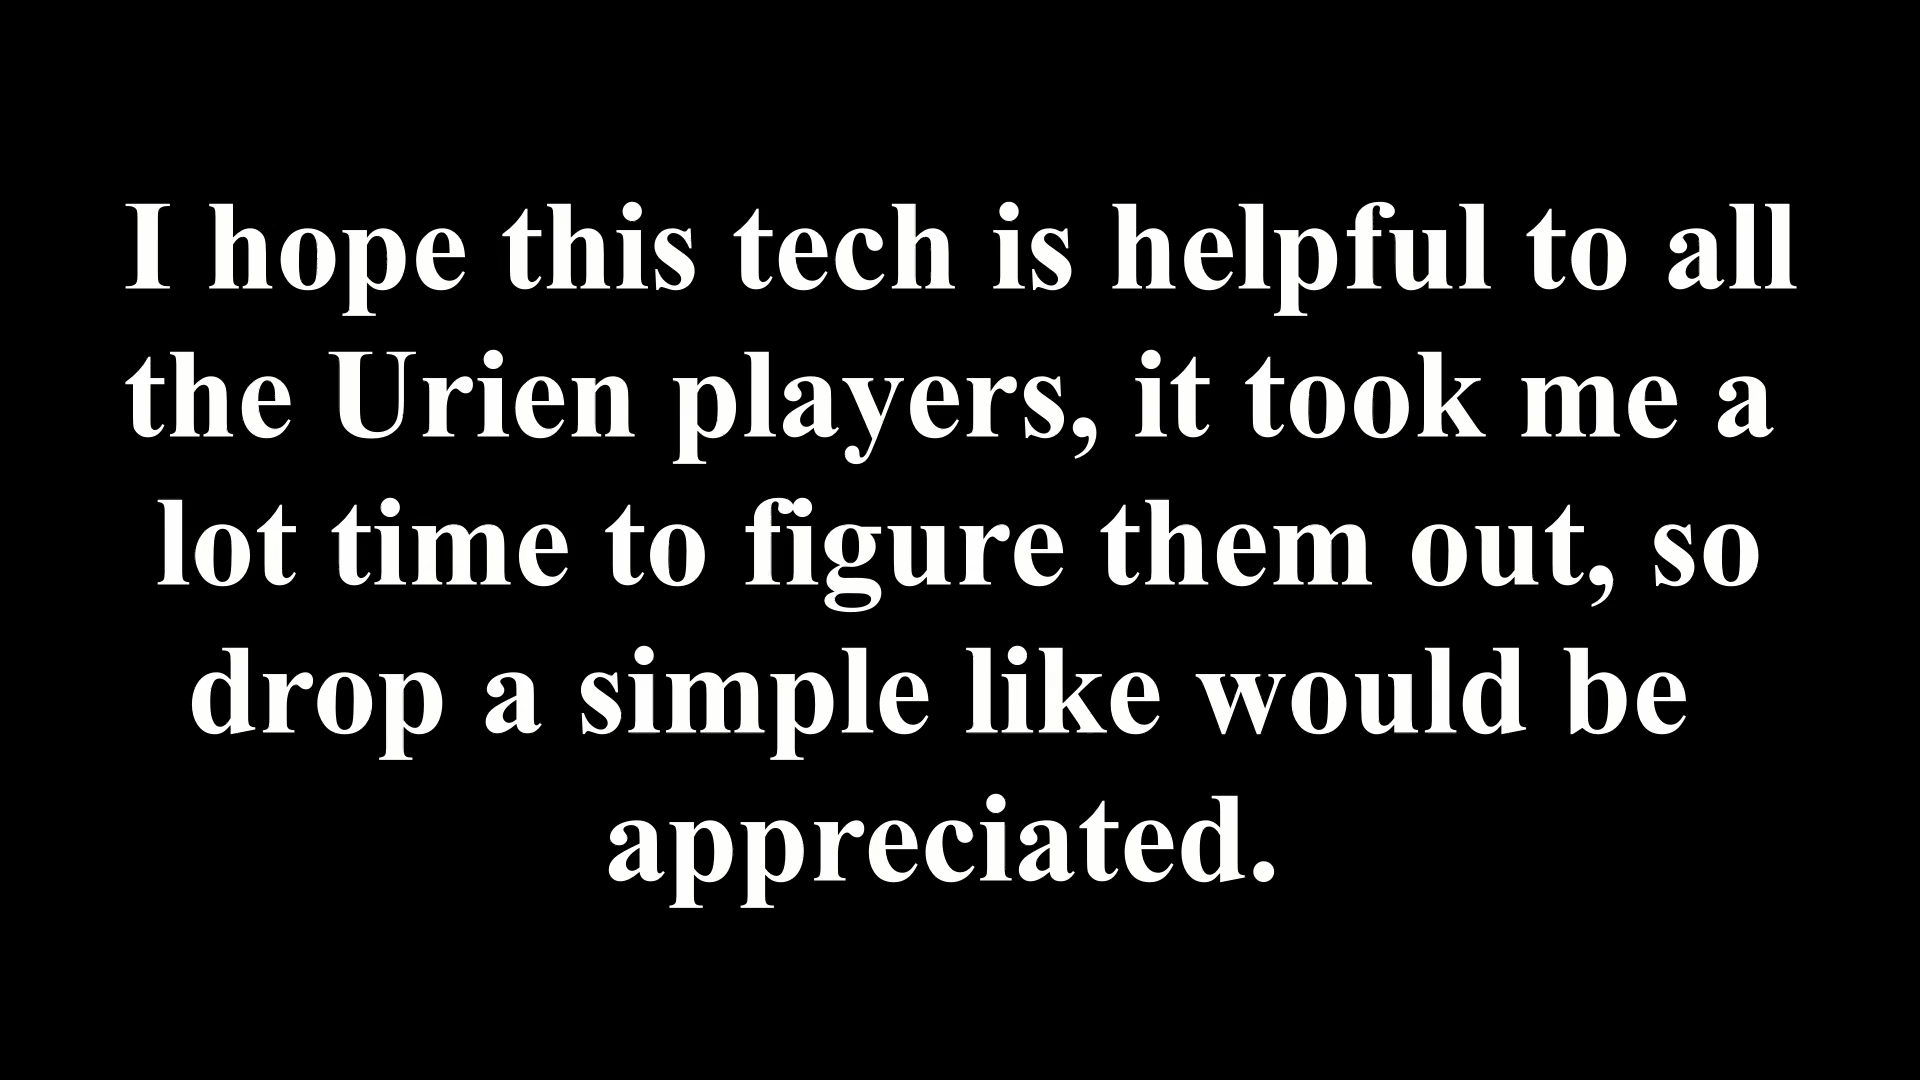 I hope this tech is helpful to all
the Urien players, it took me a
lot time to figure them out, so
drop a simple like would be
appreciated.